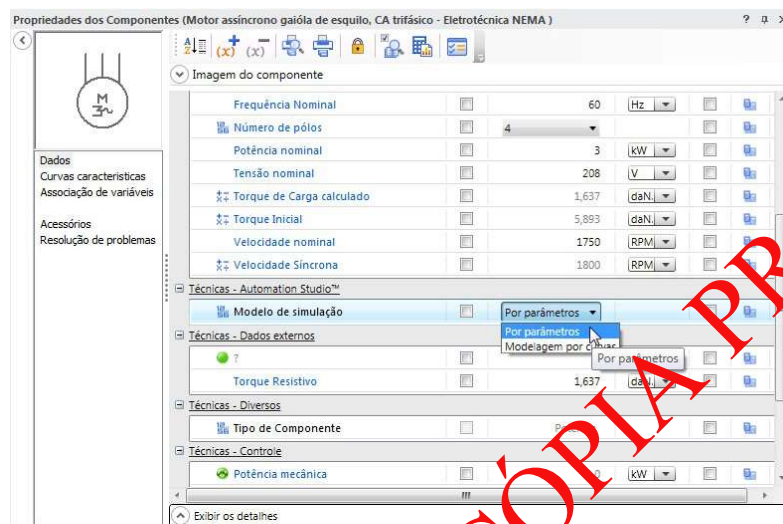 Propriedades dos Componentes (Motor assíncrono gaióla de esquilo, CA trifásico - Eletrotécnica NEMA )
Imagem do componente
M
3~
Dados
Curvas caracteristicas
Associação de variáveis
Acessórios
Resolução de problemas
Frequência Nominal 60 Hz
Número de pólos 4
Potência nominal 3 kW
Tensão nominal 208 V
Torque de Carga calculado 1,637 daN.
Torque Inicial 5,893 daN.
Velocidade nominal 1750 RPM
Velocidade Síncrona 1800 RPM
Técnicas - Automation Studio™
Modelo de simulação Por parâmetros
Por parâmetros
Modelagem por curvas
Por parâmetros
Técnicas - Dados externos
?
Torque Resistivo 1,637 daN.
Técnicas - Diversos
Tipo de Componente
Técnicas - Controle
Potência mecânica 0 kW
Exibir os detalhes
CÓPIA PR